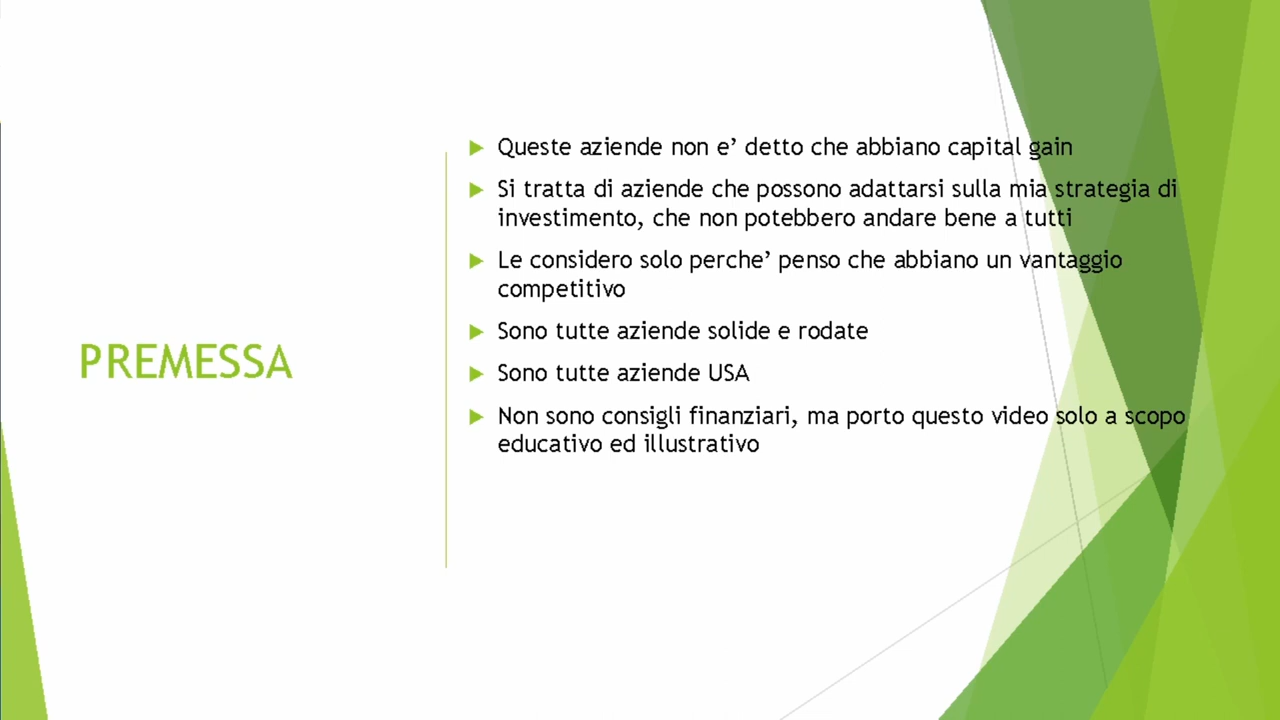 PREMESSA
Queste aziende non e’ detto che abbiano capital gain
Si tratta di aziende che possono adattarsi sulla mia strategia di
investimento, che non potebbero andare bene a tutti
Le considero solo perche’ penso che abbiano un vantaggio
competitivo
Sono tutte aziende solide e rodate
Sono tutte aziende USA
Non sono consigli finanziari, ma porto questo video solo a scopo
educativo ed illustrativo